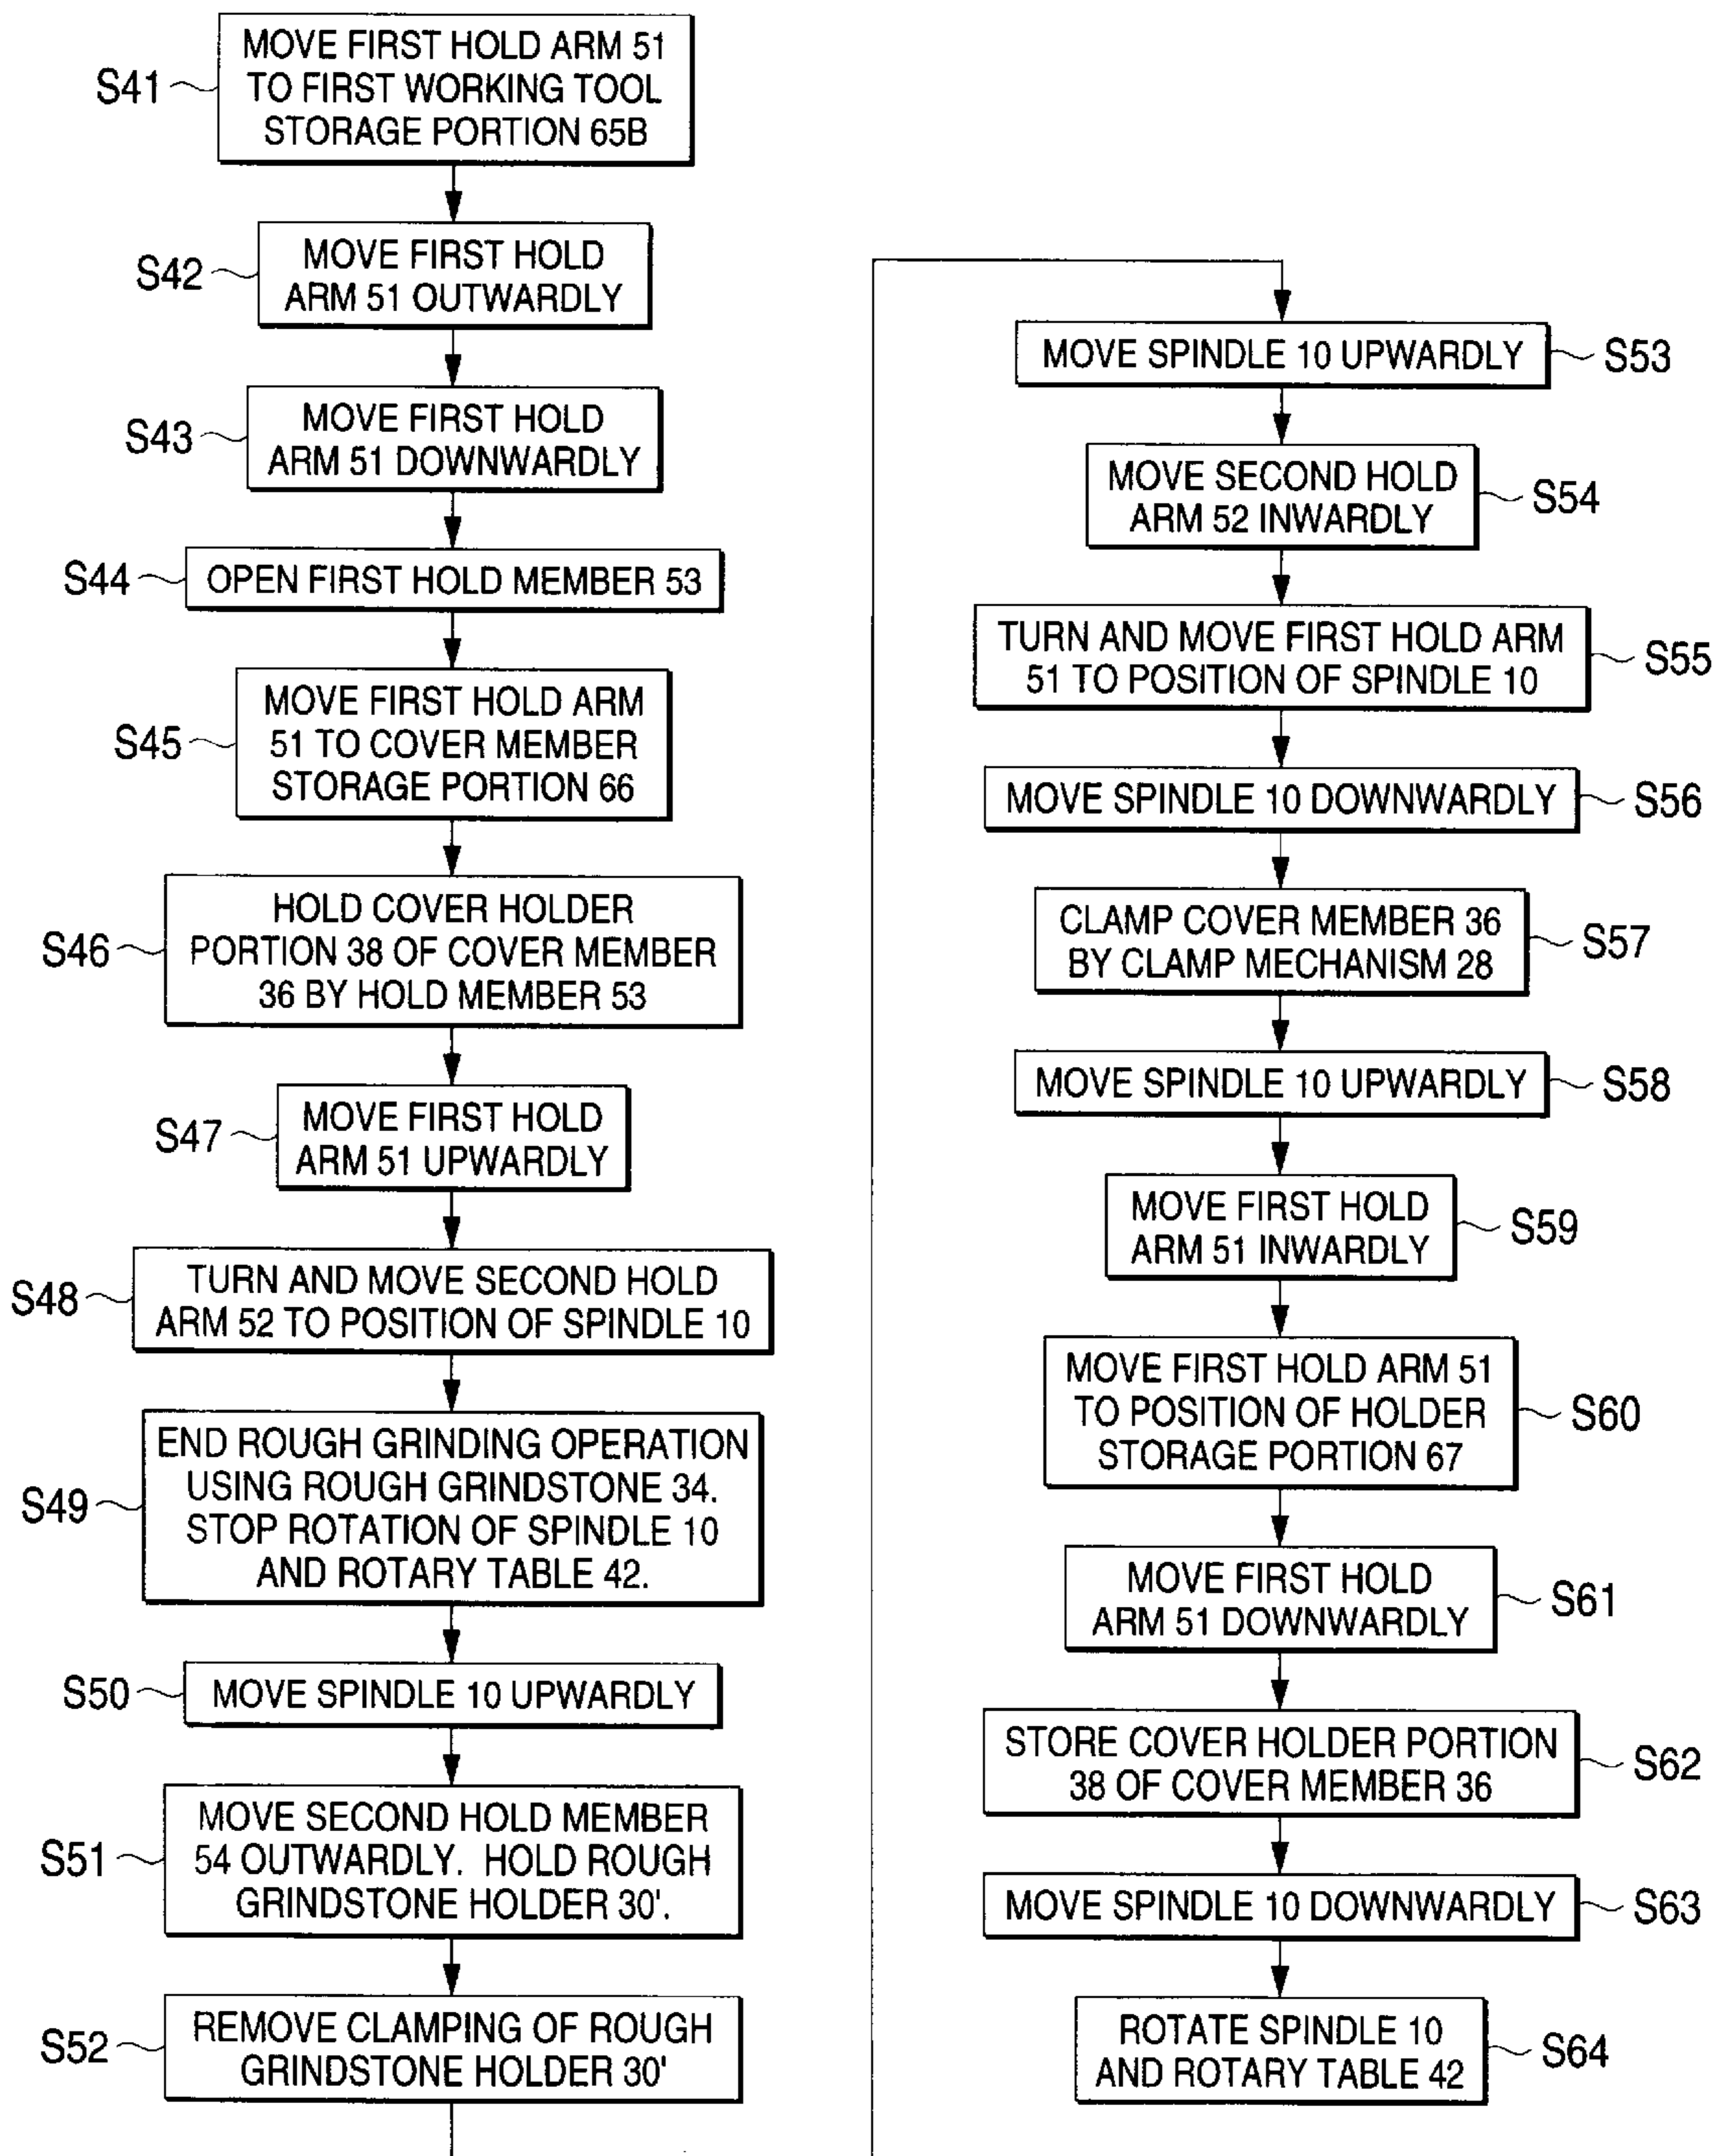 S41
MOVE FIRST HOLD ARM 51
TO FIRST WORKING TOOL
STORAGE PORTION 65B
S42
MOVE FIRST HOLD
ARM 51 OUTWARDLY
S43
MOVE FIRST HOLD
ARM 51 DOWNWARDLY
S44
OPEN FIRST HOLD MEMBER 53
S45
MOVE FIRST HOLD ARM
51 TO COVER MEMBER
STORAGE PORTION 66
S46
HOLD COVER HOLDER
PORTION 38 OF COVER MEMBER
36 BY HOLD MEMBER 53
S47
MOVE FIRST HOLD
ARM 51 UPWARDLY
S48
TURN AND MOVE SECOND HOLD
ARM 52 TO POSITION OF SPINDLE 10
S49
END ROUGH GRINDING OPERATION
USING ROUGH GRINDSTONE 34.
STOP ROTATION OF SPINDLE 10
AND ROTARY TABLE 42.
S50
MOVE SPINDLE 10 UPWARDLY
S51
MOVE SECOND HOLD MEMBER
54 OUTWARDLY. HOLD ROUGH
GRINDSTONE HOLDER 30'.
S52
REMOVE CLAMPING OF ROUGH
GRINDSTONE HOLDER 30'
MOVE SPINDLE 10 UPWARDLY
S53
MOVE SECOND HOLD
ARM 52 INWARDLY
S54
TURN AND MOVE FIRST HOLD ARM
51 TO POSITION OF SPINDLE 10
S55
MOVE SPINDLE 10 DOWNWARDLY
S56
CLAMP COVER MEMBER 36
BY CLAMP MECHANISM 28
S57
MOVE SPINDLE 10 UPWARDLY
S58
MOVE FIRST HOLD
ARM 51 INWARDLY
S59
MOVE FIRST HOLD ARM 51
TO POSITION OF HOLDER
STORAGE PORTION 67
S60
MOVE FIRST HOLD
ARM 51 DOWNWARDLY
S61
STORE COVER HOLDER PORTION
38 OF COVER MEMBER 36
S62
MOVE SPINDLE 10 DOWNWARDLY
S63
ROTATE SPINDLE 10
AND ROTARY TABLE 42
S64